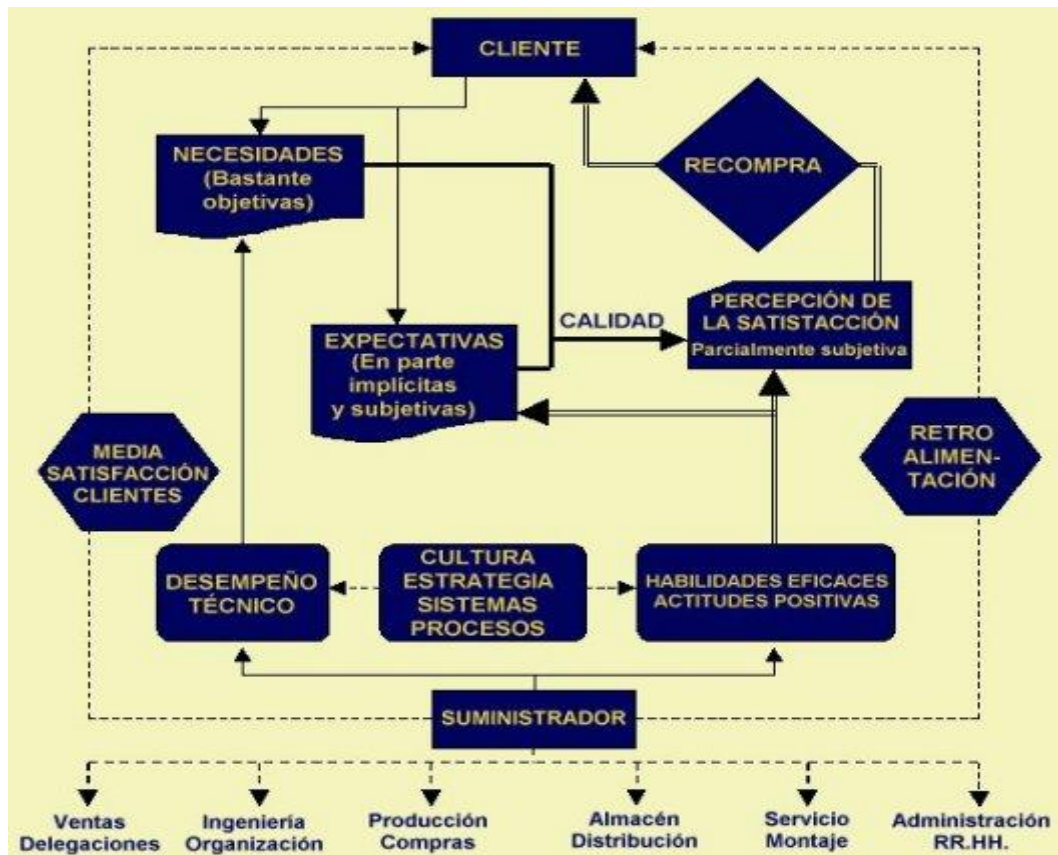 CLIENTE
NECESIDADES
(Bastante
objetivas)
RECOMPRA
EXPECTATIVAS
(En parte
implícitas
y subjetivas)
CALIDAD
PERCEPCIÓN DE
LA SATISTACCIÓN
Parcialmente subjetiva
MEDIA
SATISFACCIÓN
CLIENTES
RETRO
ALIMEN-
TACIÓN
DESEMPEÑO
TÉCNICO
CULTURA
ESTRATEGIA
SISTEMAS
PROCESOS
HABILIDADES EFICACES
ACTITUDES POSITIVAS
SUMINISTRADOR
Ventas
Delegaciones
Ingeniería
Organización
Producción
Compras
Almacén
Distribución
Servicio
Montaje
Administración
RR.HH.